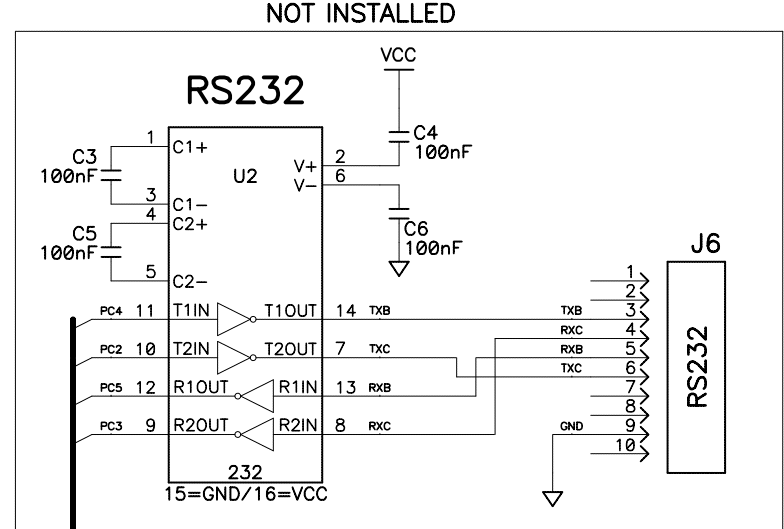 NOT INSTALLED
VCC
RS232
C4
100nF
1
C1+
C3
100nF
U2
V+
2
V-
6
3
C1-
4
C2+
C5
100nF
C6
100nF
5
C2-
J6
RS232
1
2
PC4 11 T1IN T1OUT 14 TXB TXB 3
RXC 4
PC2 10 T2IN T2OUT 7 TXC RXB 5
TXC 6
PC5 12 R1OUT R1IN 13 RXB 7
8
PC3 9 R2OUT R2IN 8 RXC GND 9
10
232
15=GND/16=VCC